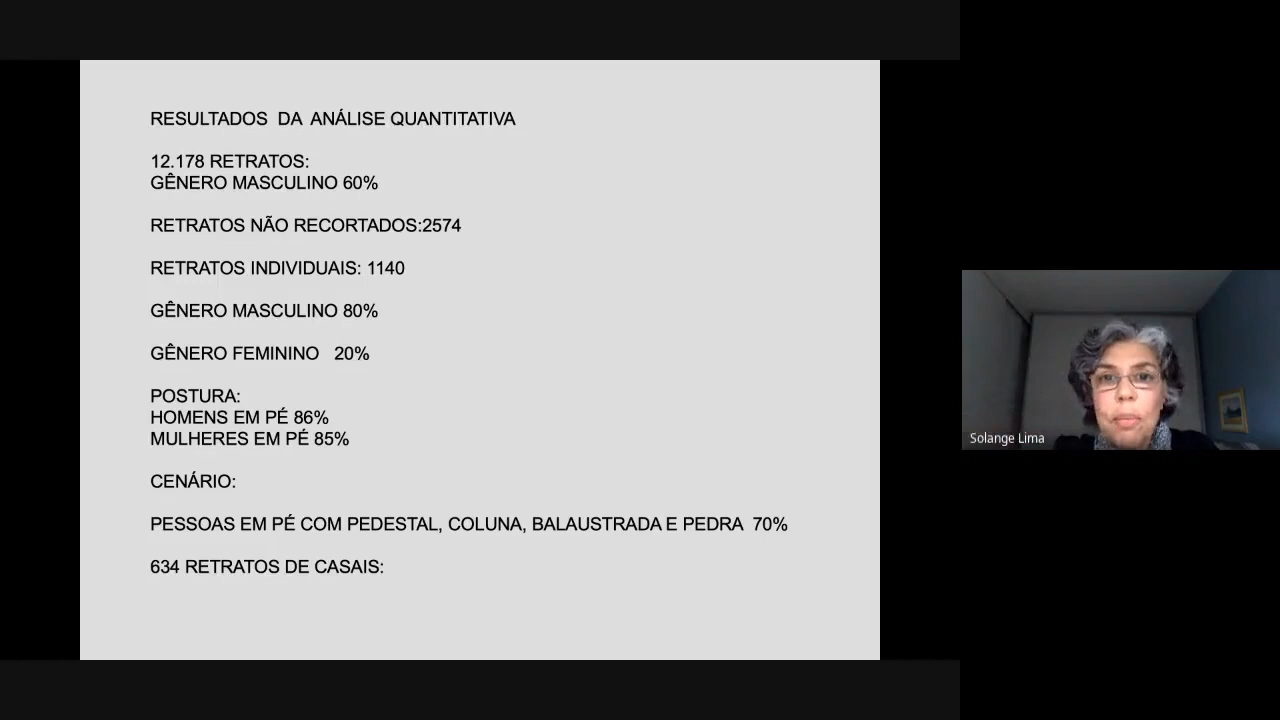 RESULTADOS DA ANÁLISE QUANTITATIVA
12.178 RETRATOS:
GÊNERO MASCULINO 60%
RETRATOS NÃO RECORTADOS:2574
RETRATOS INDIVIDUAIS: 1140
GÊNERO MASCULINO 80%
GÊNERO FEMININO 20%
POSTURA:
HOMENS EM PÉ 86%
MULHERES EM PÉ 85%
CENÁRIO:
PESSOAS EM PÉ COM PEDESTAL, COLUNA, BALAUSTRADA E PEDRA 70%
634 RETRATOS DE CASAIS:
Solange Lima